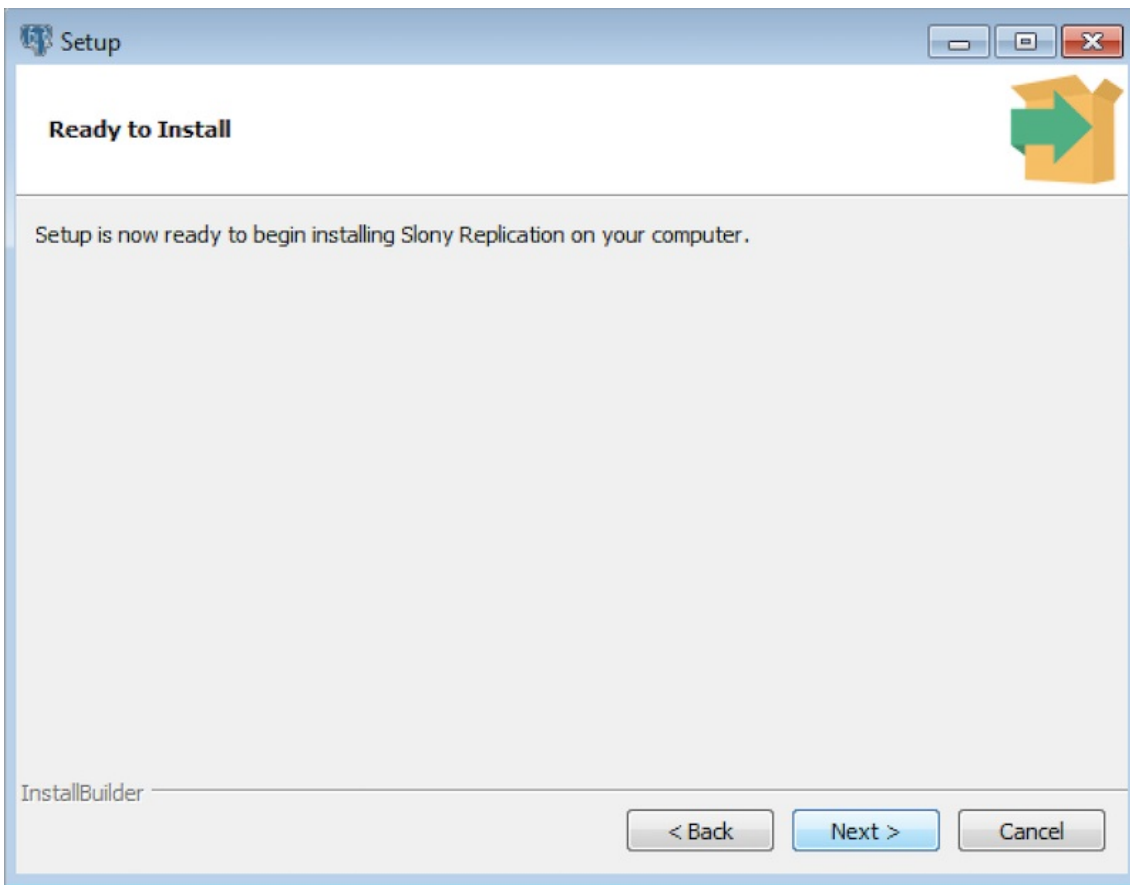 Setup
Ready to Install
Setup is now ready to begin installing Slony Replication on your computer.
InstallBuilder
< Back
Next >
Cancel